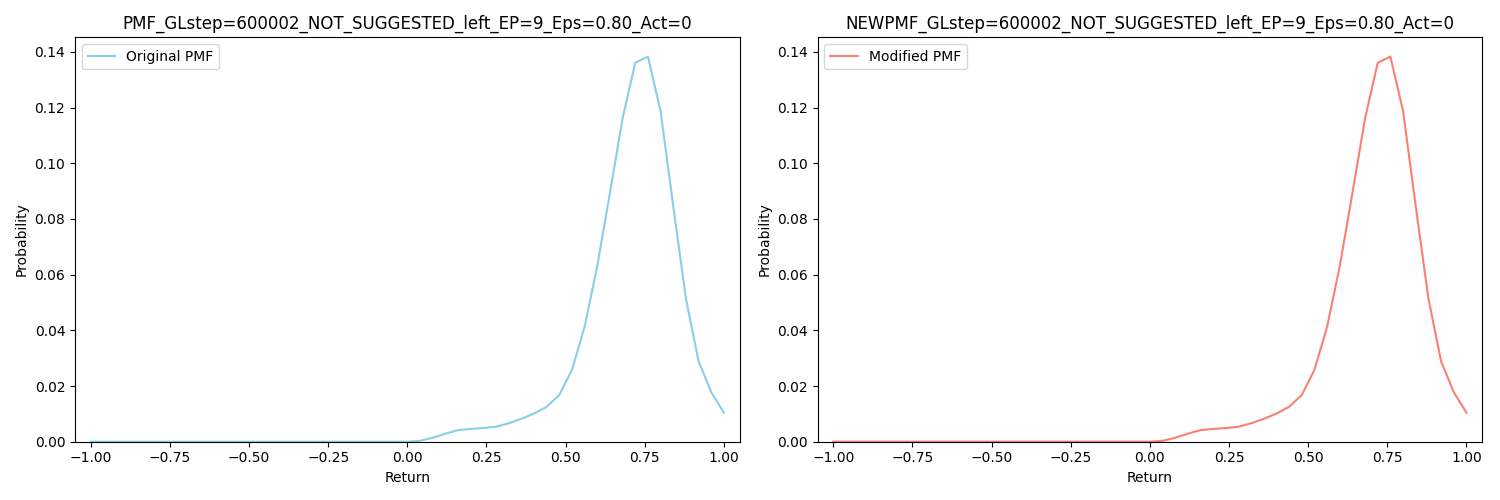 PMF_GLstep=600002_NOT_SUGGESTED_left_EP=9_Eps=0.80_Act=0
Original PMF
Probability
0.14
0.12
0.10
0.08
0.06
0.04
0.02
0.00
−1.00 −0.75 −0.50 −0.25 0.00 0.25 0.50 0.75 1.00
Return
NEWPMF_GLstep=600002_NOT_SUGGESTED_left_EP=9_Eps=0.80_Act=0
Modified PMF
Probability
0.14
0.12
0.10
0.08
0.06
0.04
0.02
0.00
−1.00 −0.75 −0.50 −0.25 0.00 0.25 0.50 0.75 1.00
Return